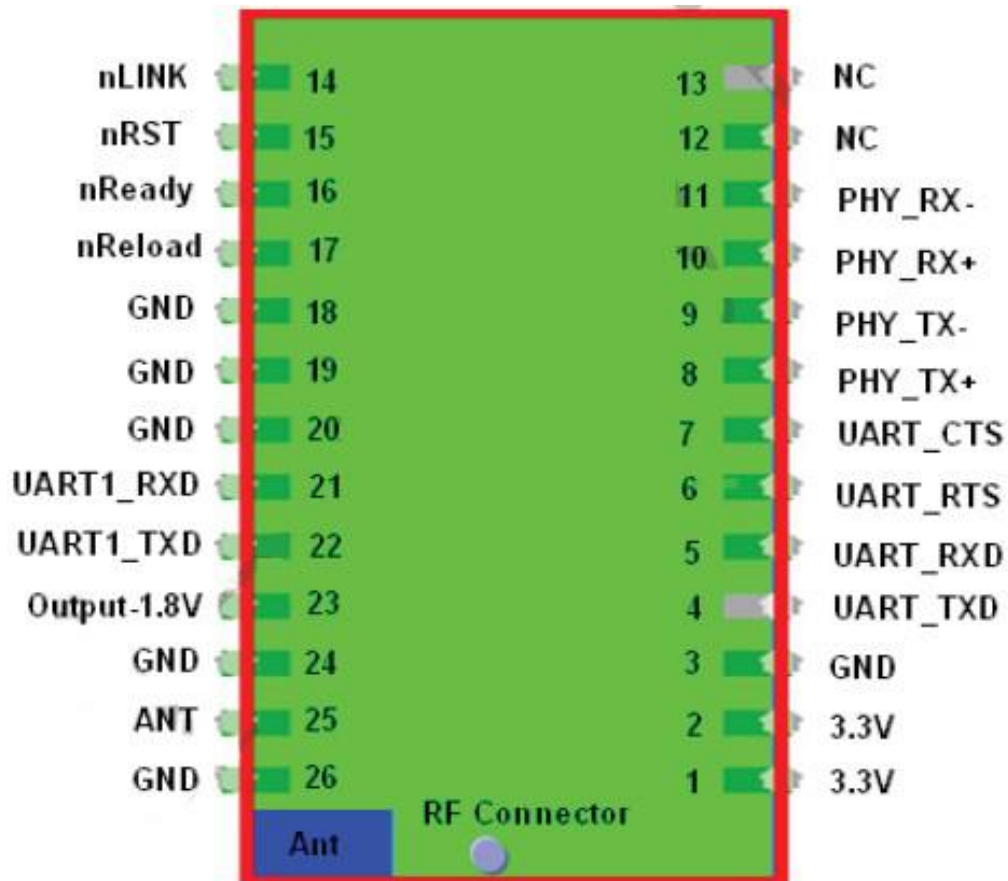 nLINK 14 13 NC
nRST 15 12 NC
nReady 16 11 PHY_RX-
nReload 17 10 PHY_RX+
GND 18 9 PHY_TX-
GND 19 8 PHY_TX+
GND 20 7 UART_CTS
UART1_RXD 21 6 UART_RTS
UART1_TXD 22 5 UART_RXD
Output-1.8V 23 4 UART_TXD
GND 24 3 GND
ANT 25 2 3.3V
GND 26 1 3.3V
RF Connector
Ant